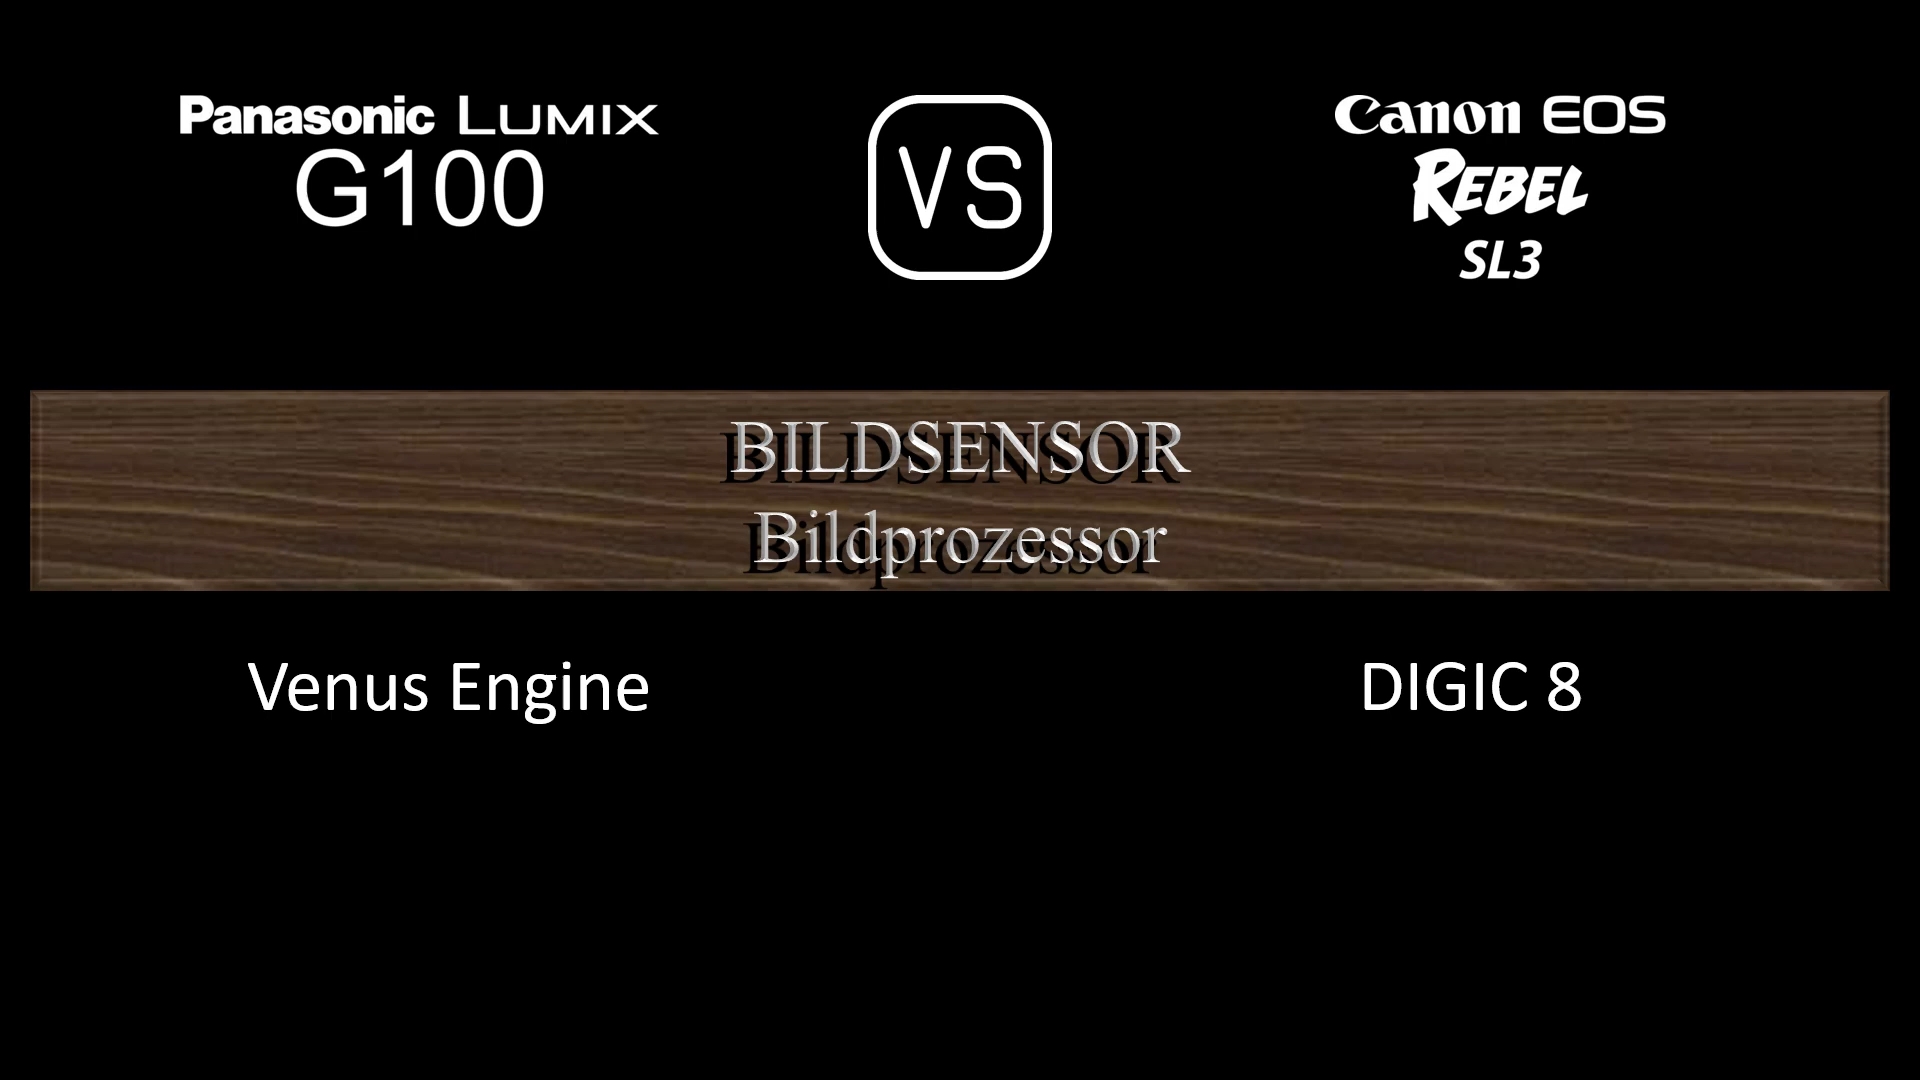 Panasonic LUMIX
G100
VS
Canon EOS
REBEL
SL3
BILDSENSOR
Bildprozessor
Venus Engine
DIGIC 8